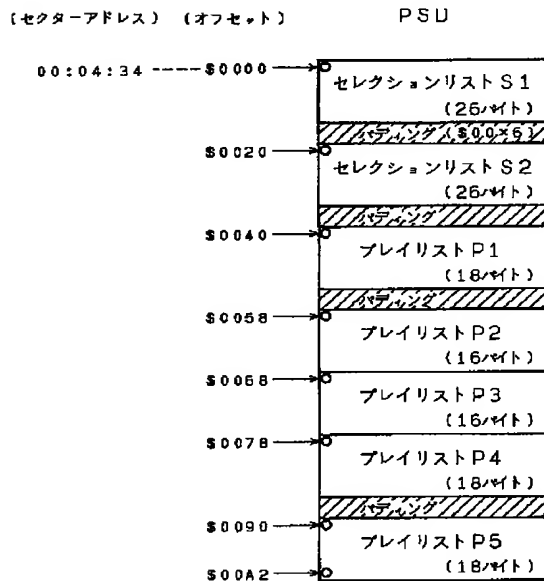 (セクターアドレス) (オフセット) PSD
00:04:34 ---- $0000
セレクションリストS1
(26バイト)
パディング($00×6)
$0020
セレクションリストS2
(26バイト)
パディング
$0040
プレイリストP1
(18バイト)
パディング
$0058
プレイリストP2
(16バイト)
$0068
プレイリストP3
(16バイト)
$0078
プレイリストP4
(18バイト)
パディング
$0090
プレイリストP5
(18バイト)
$00A2